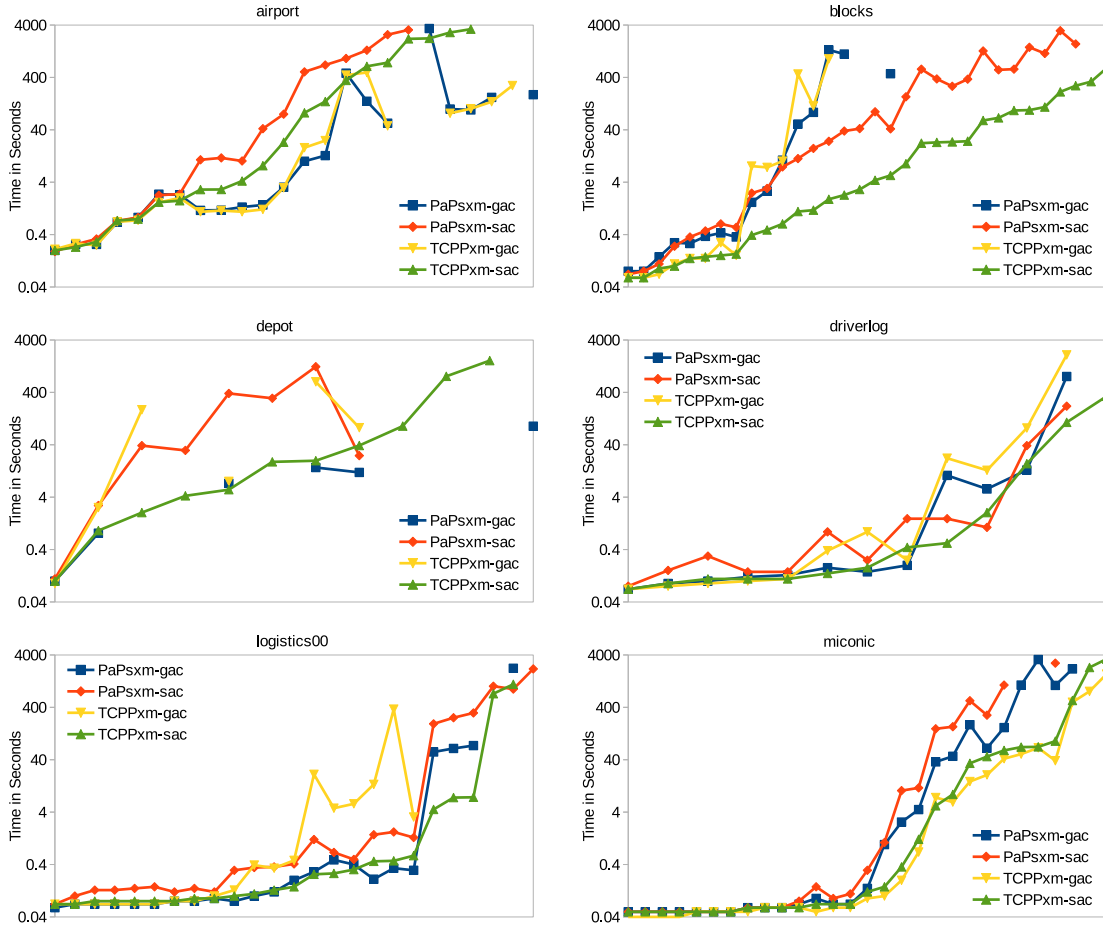 airport
4000
400
40
4
0.4
0.04
Time in Seconds
PaPsxm-gac
PaPsxm-sac
TCPPxm-gac
TCPPxm-sac
blocks
4000
400
40
4
0.4
0.04
Time in Seconds
PaPsxm-gac
PaPsxm-sac
TCPPxm-gac
TCPPxm-sac
depot
4000
400
40
4
0.4
0.04
Time in Seconds
PaPsxm-gac
PaPsxm-sac
TCPPxm-gac
TCPPxm-sac
driverlog
4000
400
40
4
0.4
0.04
Time in Seconds
PaPsxm-gac
PaPsxm-sac
TCPPxm-gac
TCPPxm-sac
logistics00
4000
400
40
4
0.4
0.04
Time in Seconds
PaPsxm-gac
PaPsxm-sac
TCPPxm-gac
TCPPxm-sac
miconic
4000
400
40
4
0.4
0.04
Time in Seconds
PaPsxm-gac
PaPsxm-sac
TCPPxm-gac
TCPPxm-sac